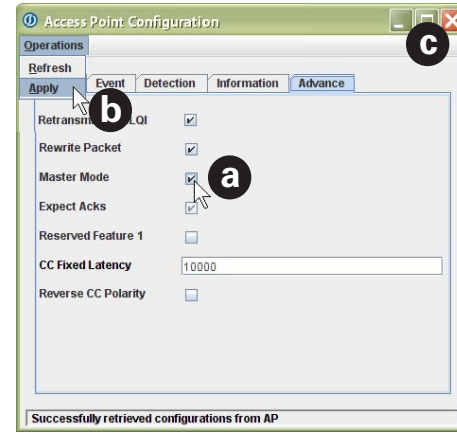 Access Point Configuration
Operations
c
Refresh
Apply
Event Detection Information Advance
b
Retransm LQI
Rewrite Packet
Master Mode
a
Expect Acks
Reserved Feature 1
CC Fixed Latency 10000
Reverse CC Polarity
Successfully retrieved configurations from AP